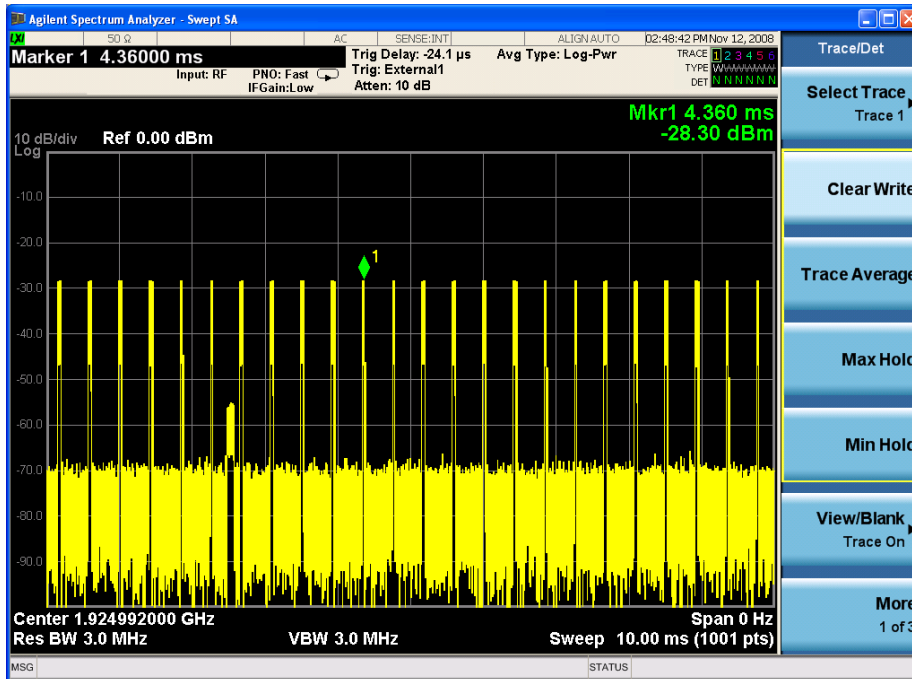 Agilent Spectrum Analyzer - Swept SA
LXI 50 Ω AC SENSE:INT ALIGN AUTO 02:48:42 PM Nov 12, 2008
Marker 1 4.36000 ms
Input: RF PNO: Fast
IFGain:Low
Trig Delay: -24.1 µs
Trig: External1
Atten: 10 dB
Avg Type: Log-Pwr
TRACE 1 2 3 4 5 6
TYPE WWWWWW
DET N N N N N N
Mkr1 4.360 ms
-28.30 dBm
10 dB/div Ref 0.00 dBm
Log
-10.0
-20.0
1
-30.0
-40.0
-50.0
-60.0
-70.0
-80.0
-90.0
Center 1.924992000 GHz Span 0 Hz
Res BW 3.0 MHz VBW 3.0 MHz Sweep 10.00 ms (1001 pts)
MSG STATUS
Trace/Det
Select Trace
Trace 1
Clear Write
Trace Average
Max Hold
Min Hold
View/Blank
Trace On
More
1 of 3